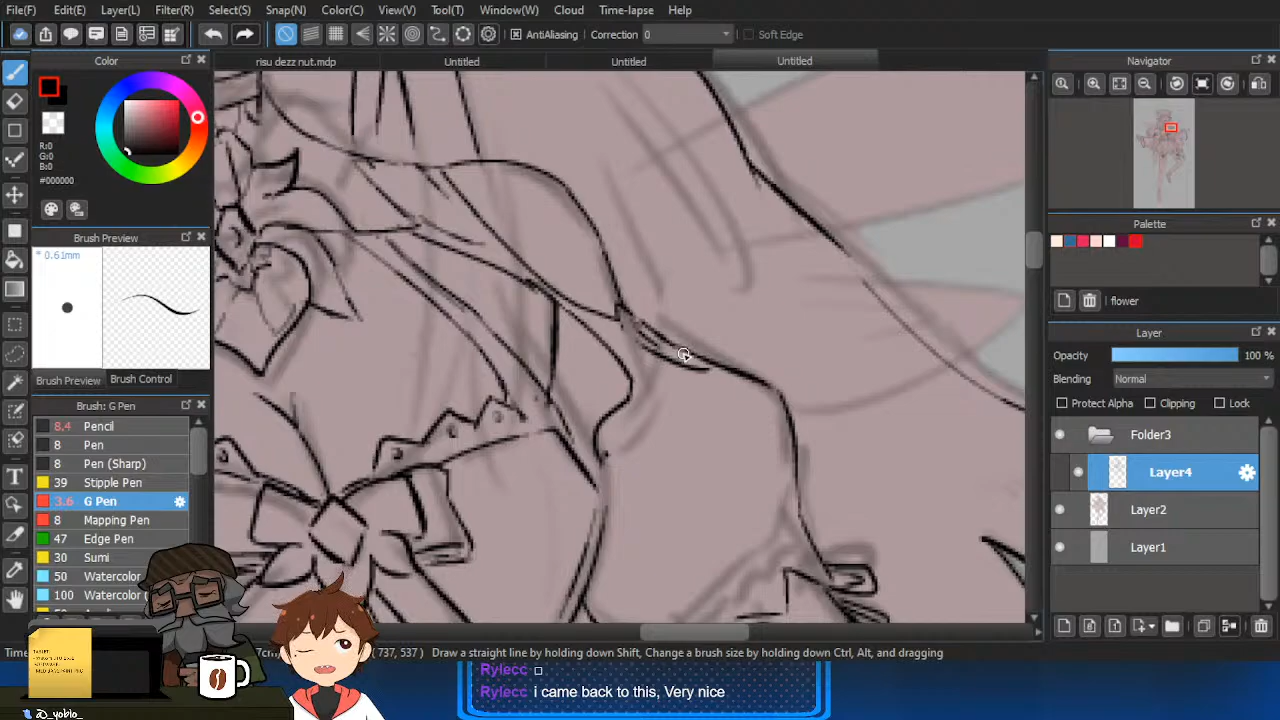 File(F) Edit(E) Layer(L) Filter(R) Select(S) Snap(N) Color(C) View(V) Tool(T) Window(W) Cloud Time-lapse Help
AntiAliasing Correction 0 Soft Edge
Color
risu dezz nut.mdp Untitled Untitled Untitled
Navigator
R:0
G:0
B:0
#000000
Brush Preview
* 0.61mm
Palette
flower
Layer
Opacity 100 %
Blending Normal
Protect Alpha Clipping Lock
Brush Preview Brush Control
Brush: G Pen
8.4 Pencil
8 Pen
8 Pen (Sharp)
39 Stipple Pen
3.6 G Pen
8 Mapping Pen
47 Edge Pen
30 Sumi
50 Watercolor
100 Watercolor
Folder3
Layer4
Layer2
Layer1
( 737, 537 ) Draw a straight line by holding down Shift, Change a brush size by holding down Ctrl, Alt, and dragging
Rylecc □
Rylecc i came back to this, Very nice